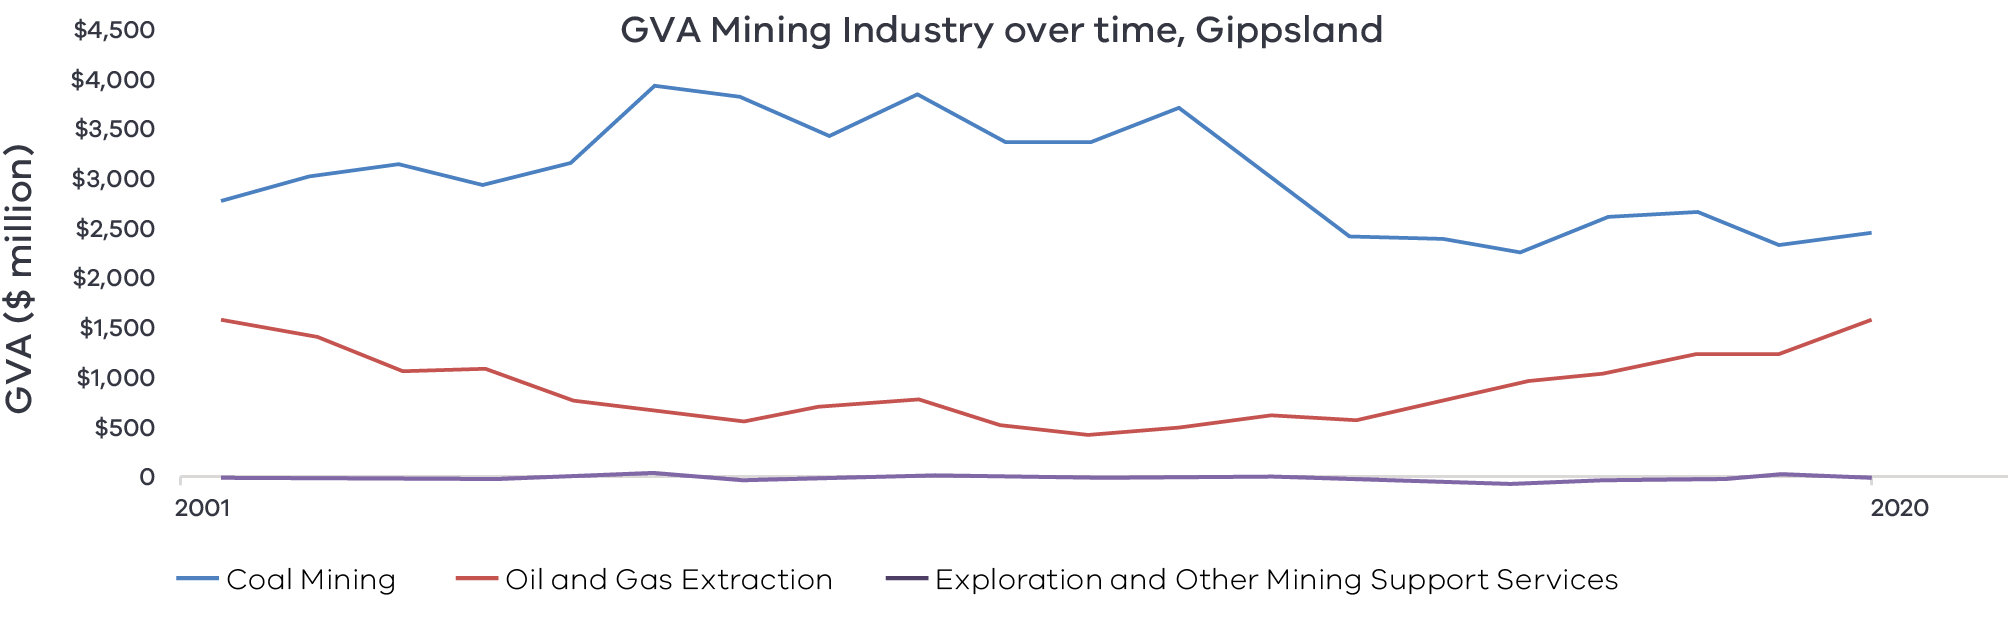 GVA Mining Industry over time, Gippsland
GVA ($ million)
$4,500
$4,000
$3,500
$3,000
$2,500
$2,000
$1,500
$1,000
$500
0
2001
2020
Coal Mining
Oil and Gas Extraction
Exploration and Other Mining Support Services